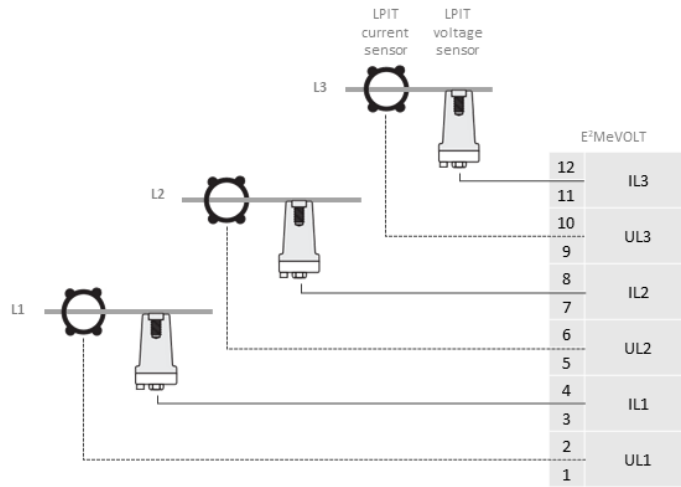 LPIT
current
sensor
LPIT
voltage
sensor
L3
E²MeVOLT
12
11
IL3
L2
10
9
UL3
8
7
IL2
L1
6
5
UL2
4
3
IL1
2
1
UL1